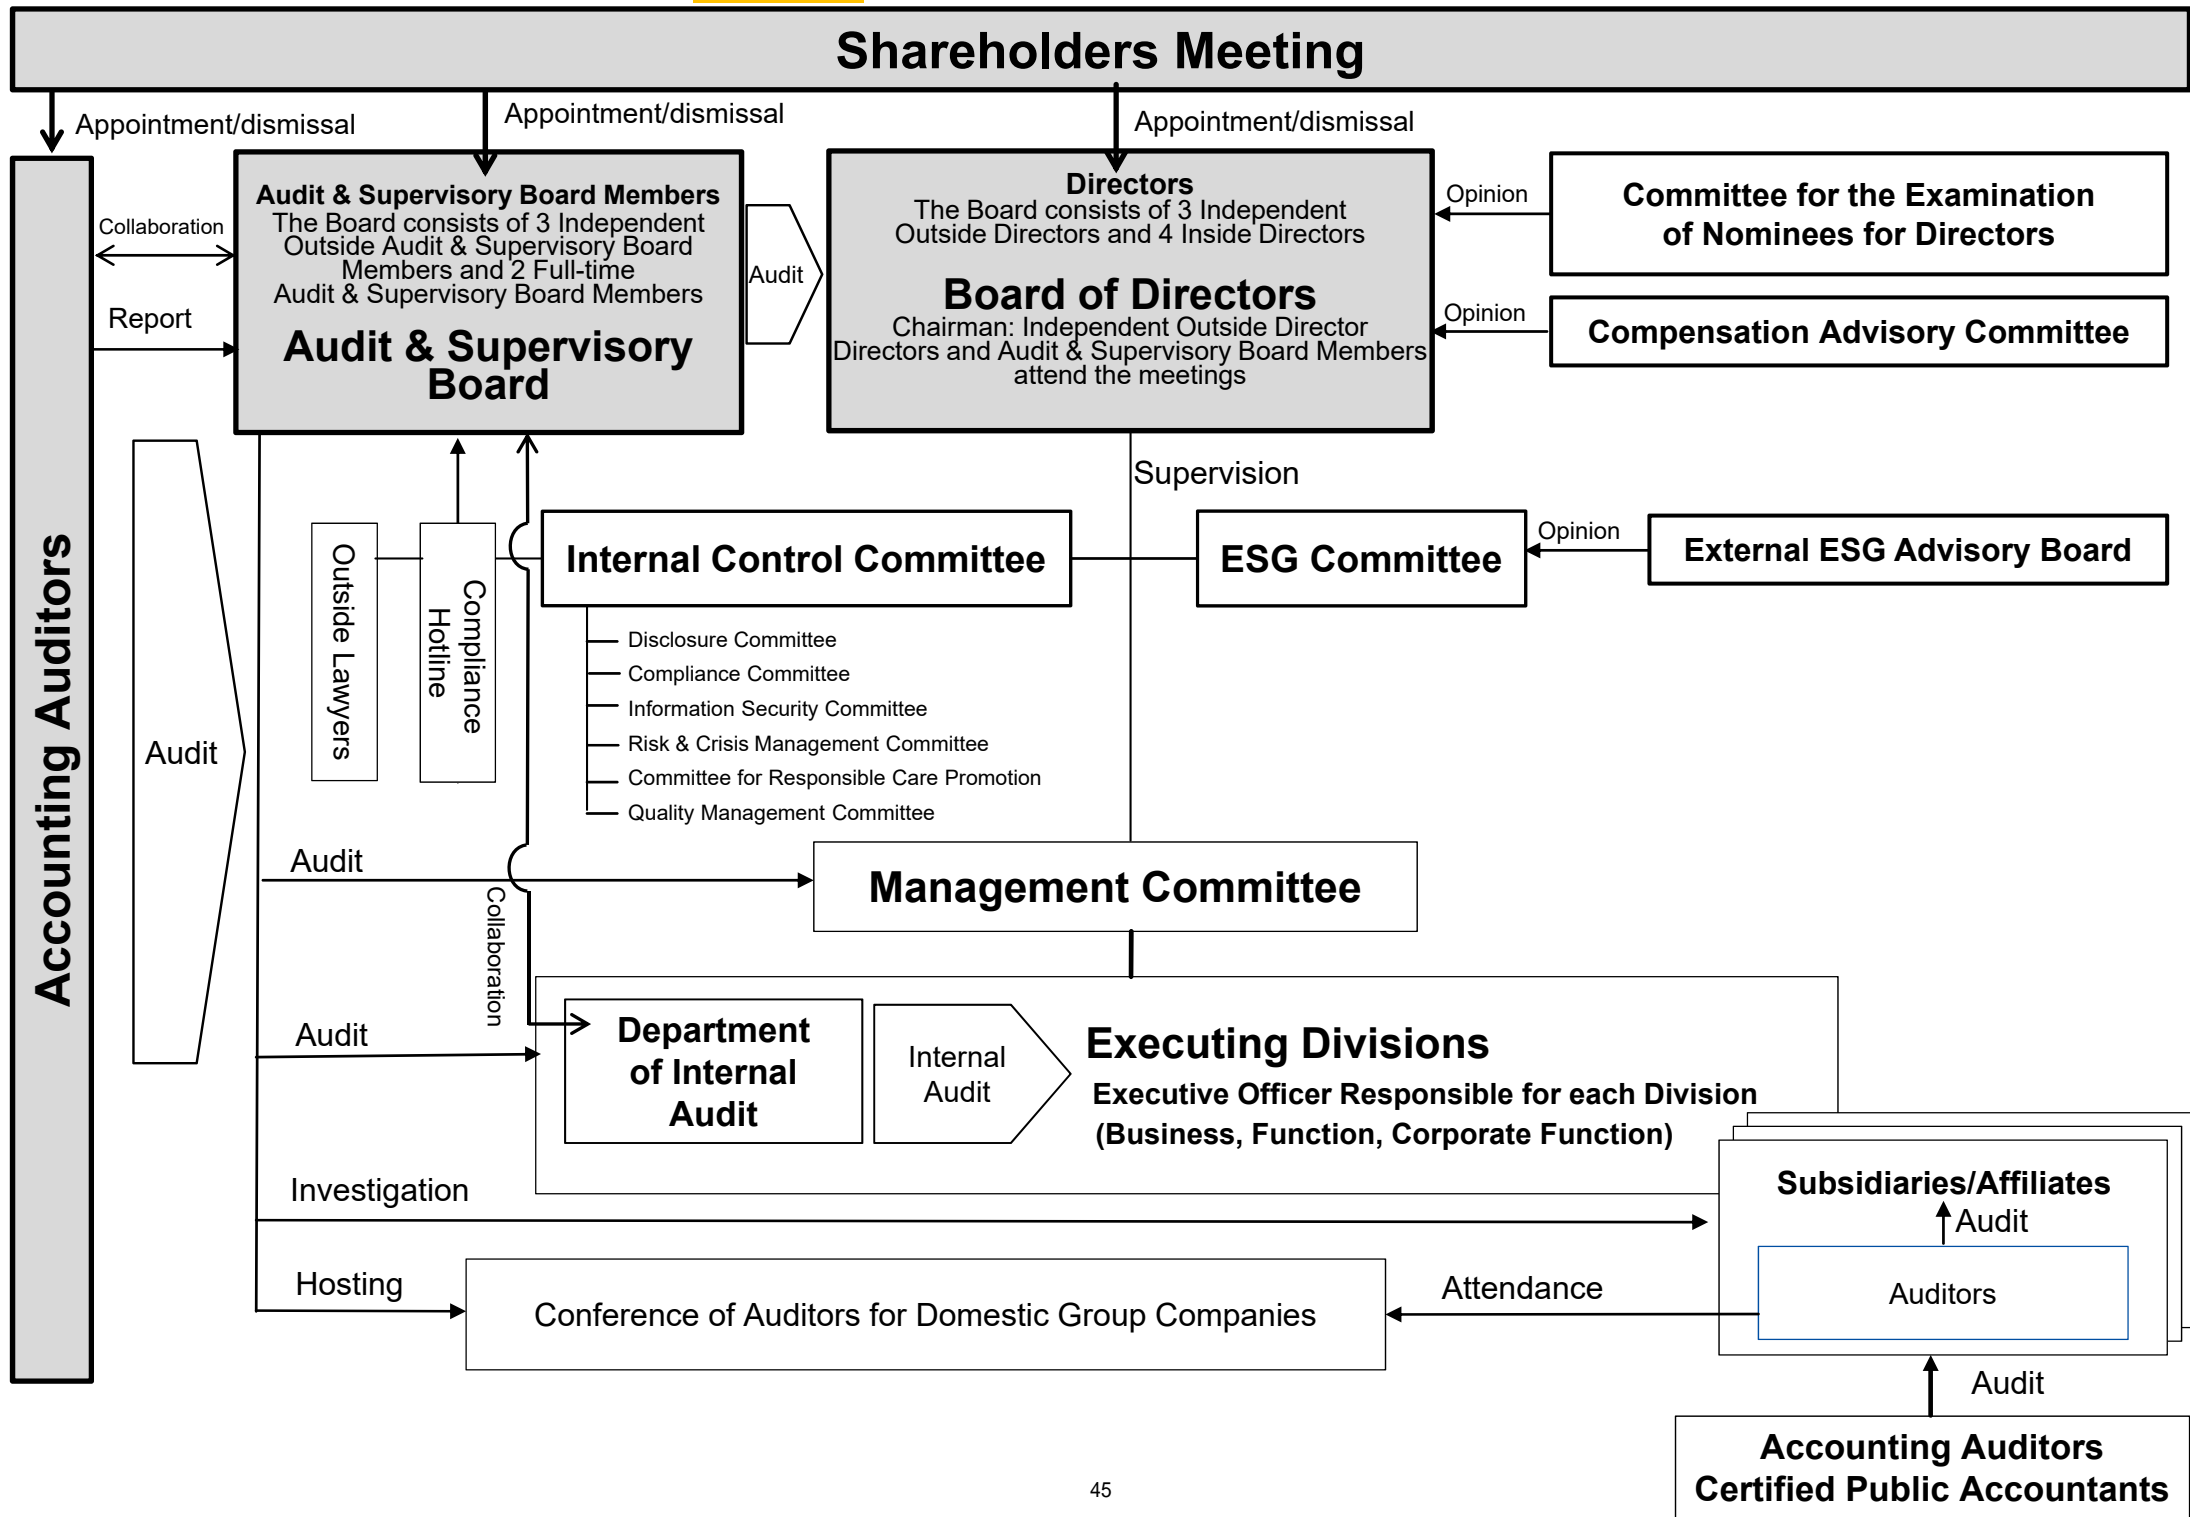 Shareholders Meeting
Appointment/dismissal
Appointment/dismissal
Appointment/dismissal
Accounting Auditors
Collaboration
Report
Audit & Supervisory Board Members
The Board consists of 3 Independent
Outside Audit & Supervisory Board
Members and 2 Full-time
Audit & Supervisory Board Members
Audit & Supervisory
Board
Audit
Directors
The Board consists of 3 Independent
Outside Directors and 4 Inside Directors
Board of Directors
Chairman: Independent Outside Director
Directors and Audit & Supervisory Board Members
attend the meetings
Opinion
Committee for the Examination
of Nominees for Directors
Opinion
Compensation Advisory Committee
Supervision
Audit
Outside Lawyers
Compliance
Hotline
Internal Control Committee
ESG Committee
Opinion
External ESG Advisory Board
Disclosure Committee
Compliance Committee
Information Security Committee
Risk & Crisis Management Committee
Committee for Responsible Care Promotion
Quality Management Committee
Audit
Management Committee
Collaboration
Audit
Department
of Internal
Audit
Internal
Audit
Executing Divisions
Executive Officer Responsible for each Division
(Business, Function, Corporate Function)
Investigation
Subsidiaries/Affiliates
Audit
Auditors
Hosting
Conference of Auditors for Domestic Group Companies
Attendance
Audit
Accounting Auditors
Certified Public Accountants
45